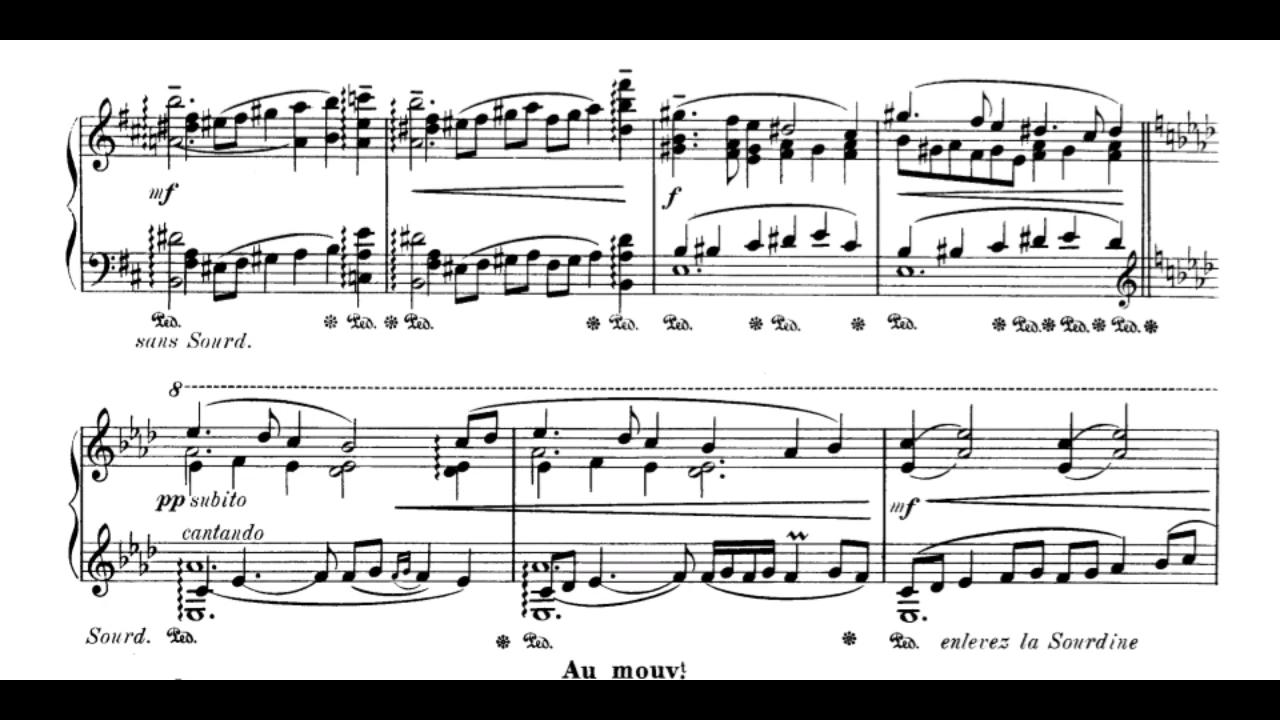 mf
f
Ped. Ped. Ped. Ped. Ped. Ped. Ped. Ped. Ped. Ped.
sans Sourd.
8
pp subito
mf
cantando
Sourd. Ped. Ped. Ped. enlevez la Sourdine
Au mouvt